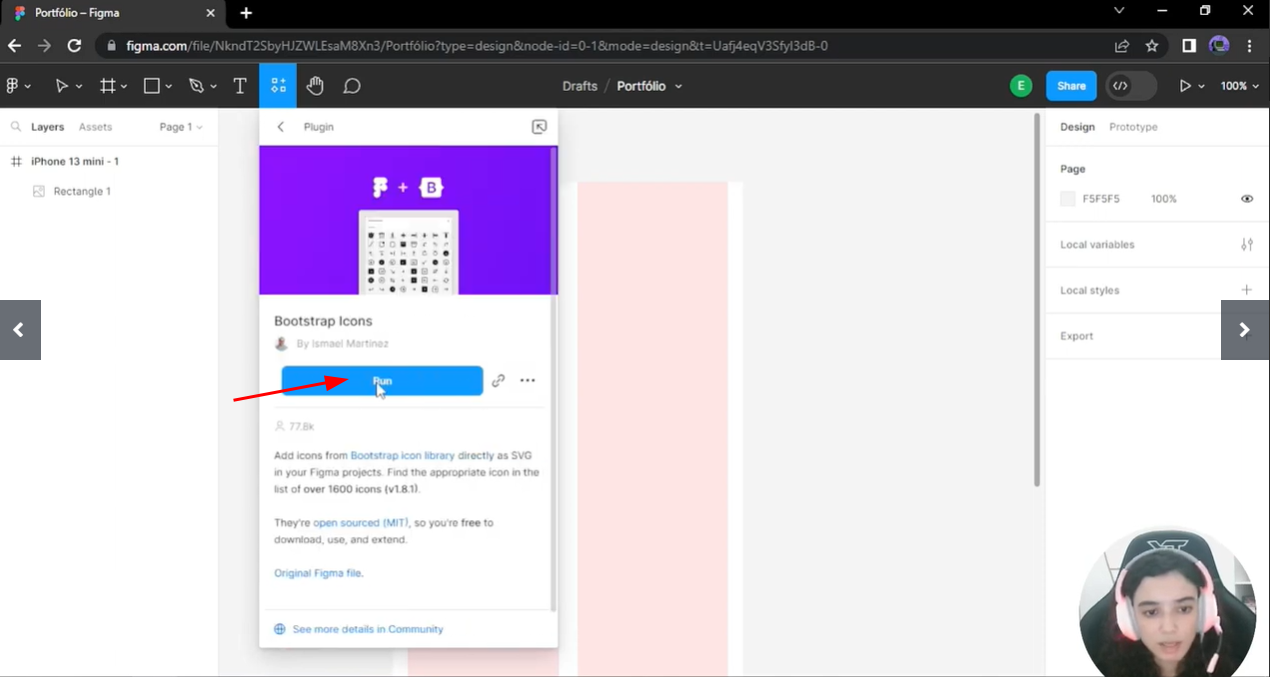 Portfólio – Figma
figma.com/file/NkndT2SbyHJZWLEsaM8Xn3/Portfólio?type=design&node-id=0-1&mode=design&t=Uafj4eqV3SfyI3dB-0
T
Drafts / Portfólio
E
Share
</>
100%
Layers
Assets
Page 1
iPhone 13 mini - 1
Rectangle 1
Plugin
+ B
Bootstrap Icons
By Ismael Martinez
Run
77.8k
Add icons from Bootstrap icon library directly as SVG
in your Figma projects. Find the appropriate icon in the
list of over 1600 icons (v1.8.1).
They're open sourced (MIT), so you're free to
download, use, and extend.
Original Figma file.
See more details in Community
Design
Prototype
Page
F5F5F5
100%
Local variables
Local styles
Export